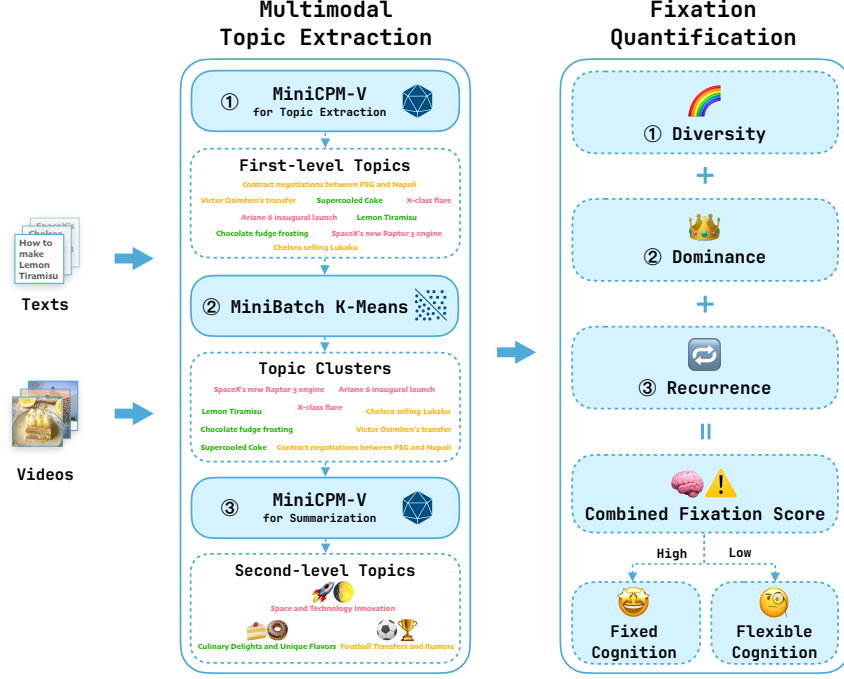 Multimodal
Topic Extraction
Fixation
Quantification
① MiniCPM-V
for Topic Extraction
First-level Topics
Contract negotiations between PSG and Napoli
Victor Osimhen's transfer
Supercooled Coke
X-class flare
Ariane 6 inaugural launch
Lemon Tiramisu
Chocolate fudge frosting
SpaceX's new Raptor 3 engine
Chelsea selling Lukaku
SpaceX's
Chelsea
How to
make
Lemon
Tiramisu
Texts
② MiniBatch K-Means
Topic Clusters
SpaceX's new Raptor 3 engine
Ariane 6 inaugural launch
Lemon Tiramisu
X-class flare
Chelsea selling Lukaku
Chocolate fudge frosting
Victor Osimhen's transfer
Supercooled Coke
Contract negotiations between PSG and Napoli
Videos
③ MiniCPM-V
for Summarization
Second-level Topics
Space and Technology Innovation
Culinary Delights and Unique Flavors
Football Transfers and Rumors
① Diversity
+
② Dominance
+
③ Recurrence
=
Combined Fixation Score
High
Low
Fixed
Cognition
Flexible
Cognition